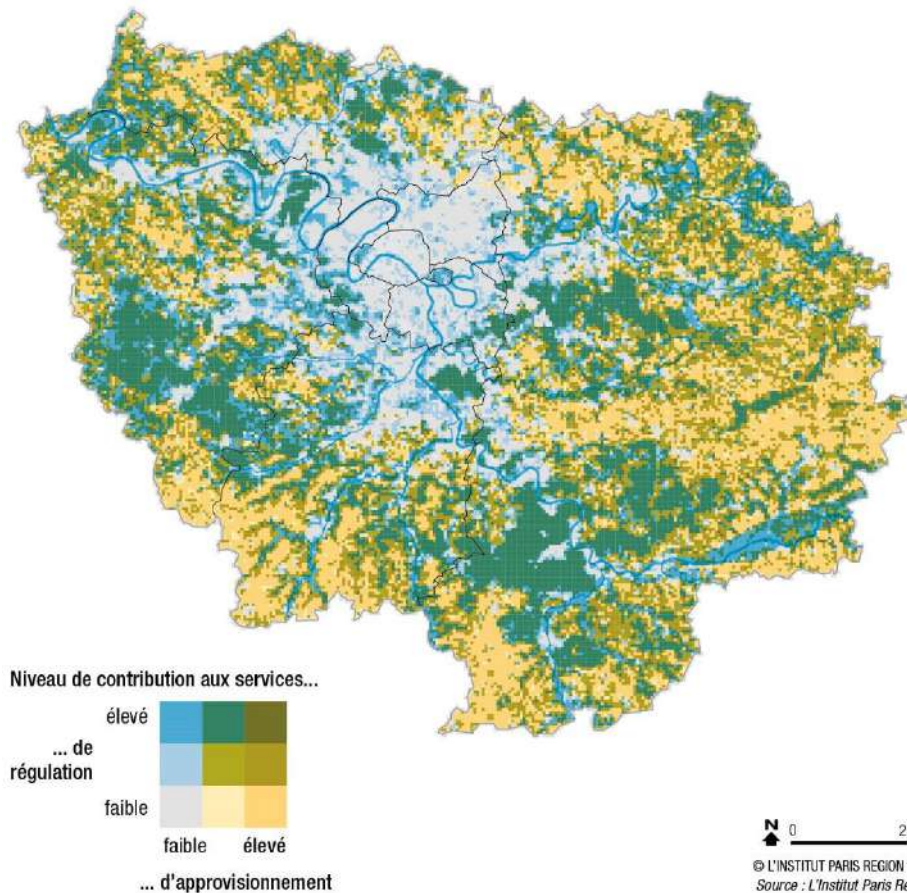 Niveau de contribution aux services...
élevé
... de
régulation
faible
faible élevé
... d'approvisionnement
N 0 2
© L'INSTITUT PARIS REGION
Source : L'Institut Paris Re